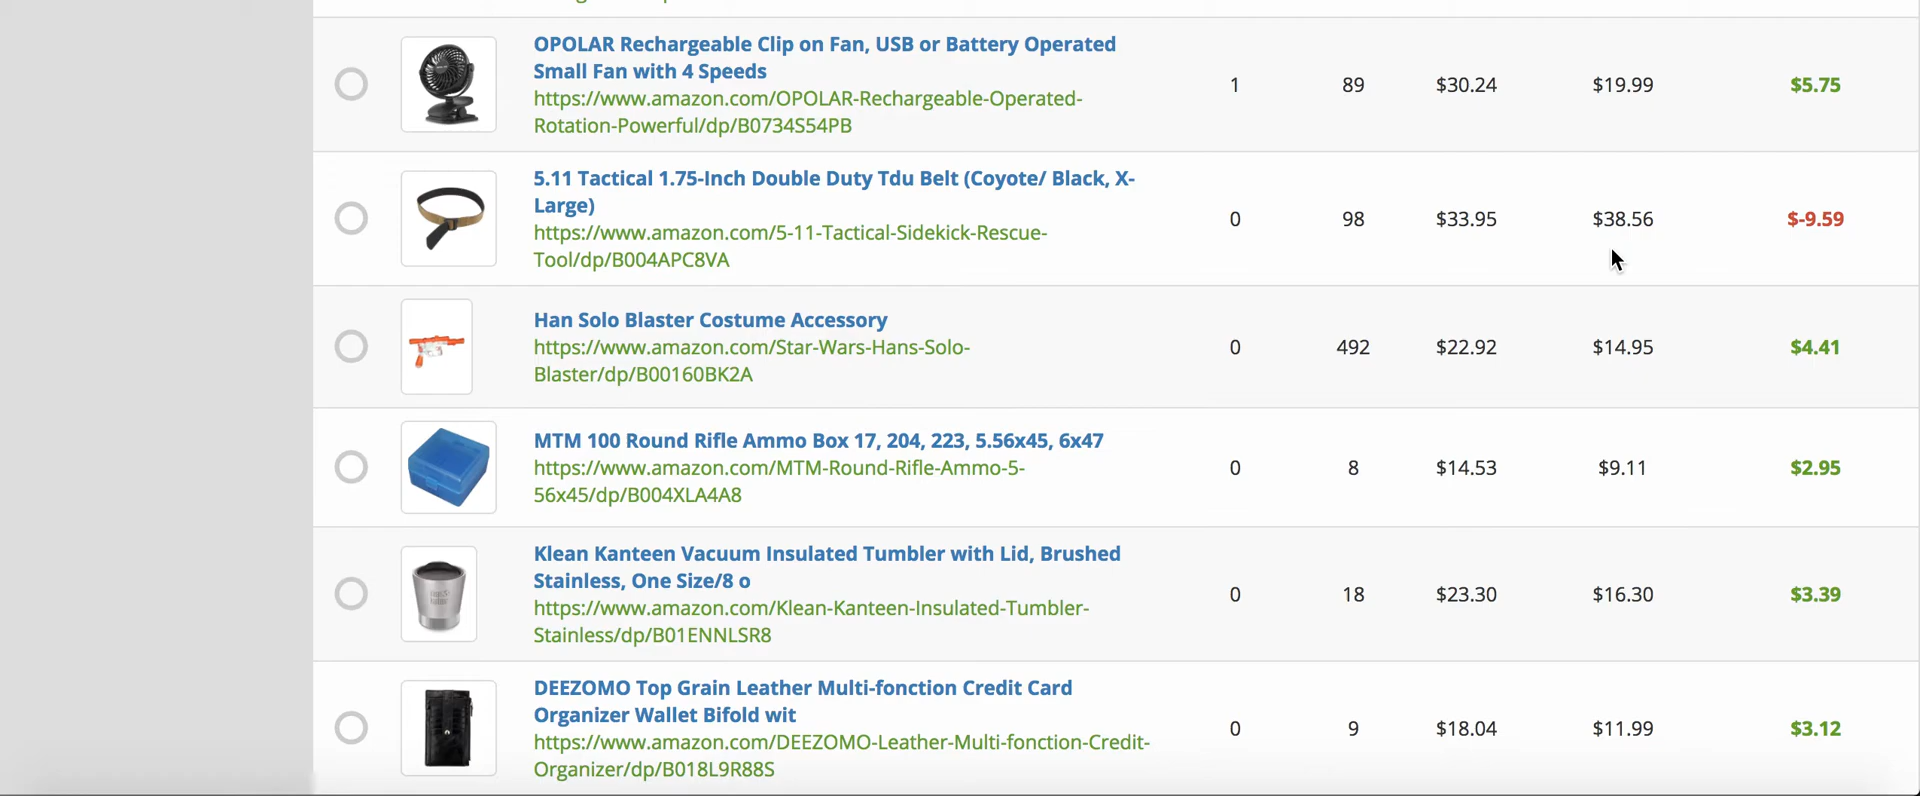 OPOLAR Rechargeable Clip on Fan, USB or Battery Operated
Small Fan with 4 Speeds
https://www.amazon.com/OPOLAR-Rechargeable-Operated-
Rotation-Powerful/dp/B0734S54PB
1 89 $30.24 $19.99 $5.75
5.11 Tactical 1.75-Inch Double Duty Tdu Belt (Coyote/ Black, X-
Large)
https://www.amazon.com/5-11-Tactical-Sidekick-Rescue-
Tool/dp/B004APC8VA
0 98 $33.95 $38.56 $-9.59
Han Solo Blaster Costume Accessory
https://www.amazon.com/Star-Wars-Hans-Solo-
Blaster/dp/B00160BK2A
0 492 $22.92 $14.95 $4.41
MTM 100 Round Rifle Ammo Box 17, 204, 223, 5.56x45, 6x47
https://www.amazon.com/MTM-Round-Rifle-Ammo-5-
56x45/dp/B004XLA4A8
0 8 $14.53 $9.11 $2.95
Klean Kanteen Vacuum Insulated Tumbler with Lid, Brushed
Stainless, One Size/8 o
https://www.amazon.com/Klean-Kanteen-Insulated-Tumbler-
Stainless/dp/B01ENNLSR8
0 18 $23.30 $16.30 $3.39
DEEZOMO Top Grain Leather Multi-fonction Credit Card
Organizer Wallet Bifold wit
https://www.amazon.com/DEEZOMO-Leather-Multi-fonction-Credit-
Organizer/dp/B018L9R88S
0 9 $18.04 $11.99 $3.12